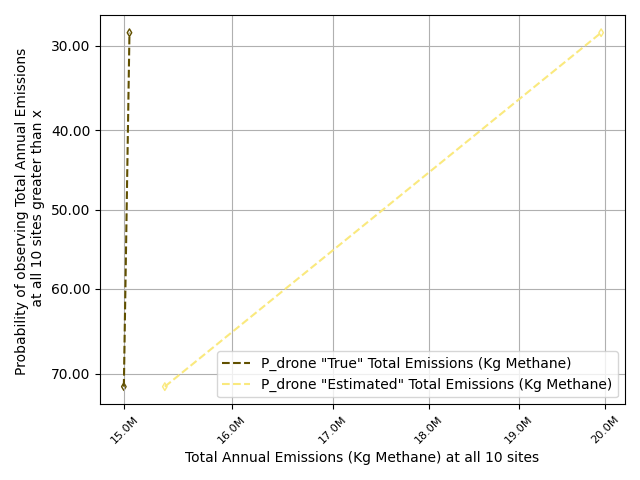 Probability of observing Total Annual Emissions
at all 10 sites greater than x
30.00
40.00
50.00
60.00
70.00
P_drone "True" Total Emissions (Kg Methane)
P_drone "Estimated" Total Emissions (Kg Methane)
15.0M
16.0M
17.0M
18.0M
19.0M
20.0M
Total Annual Emissions (Kg Methane) at all 10 sites